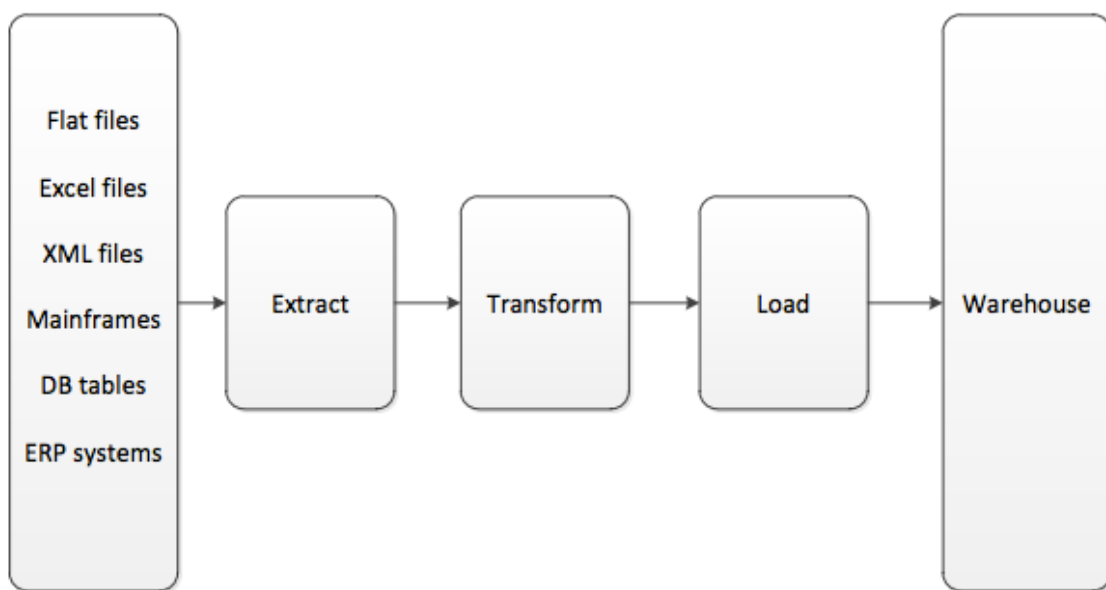 Flat files
Excel files
XML files
Mainframes
DB tables
ERP systems
Extract
Transform
Load
Warehouse